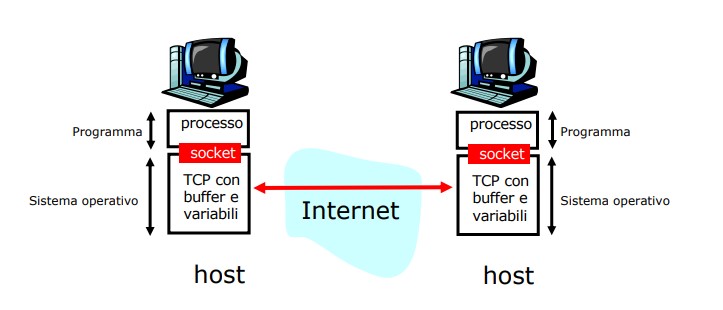 processo
processo
Programma
Programma
socket
socket
TCP con
buffer e
variabili
TCP con
buffer e
variabili
Sistema operativo
Sistema operativo
Internet
host
host